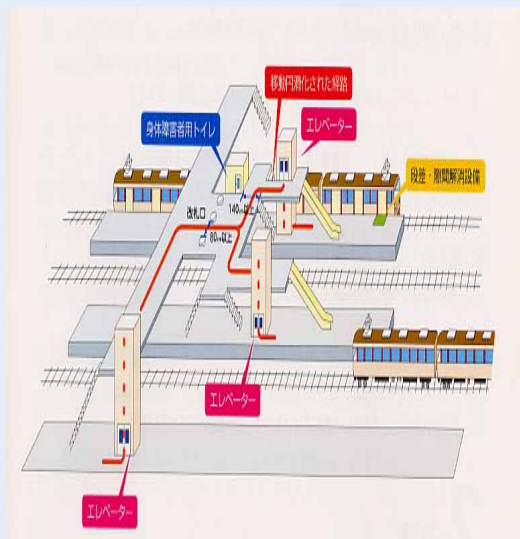 移動円滑化された経路
身体障害者用トイレ
エレベーター
段差・隙間解消設備
改札口
140cm以上
80cm以上
エレベーター
エレベーター